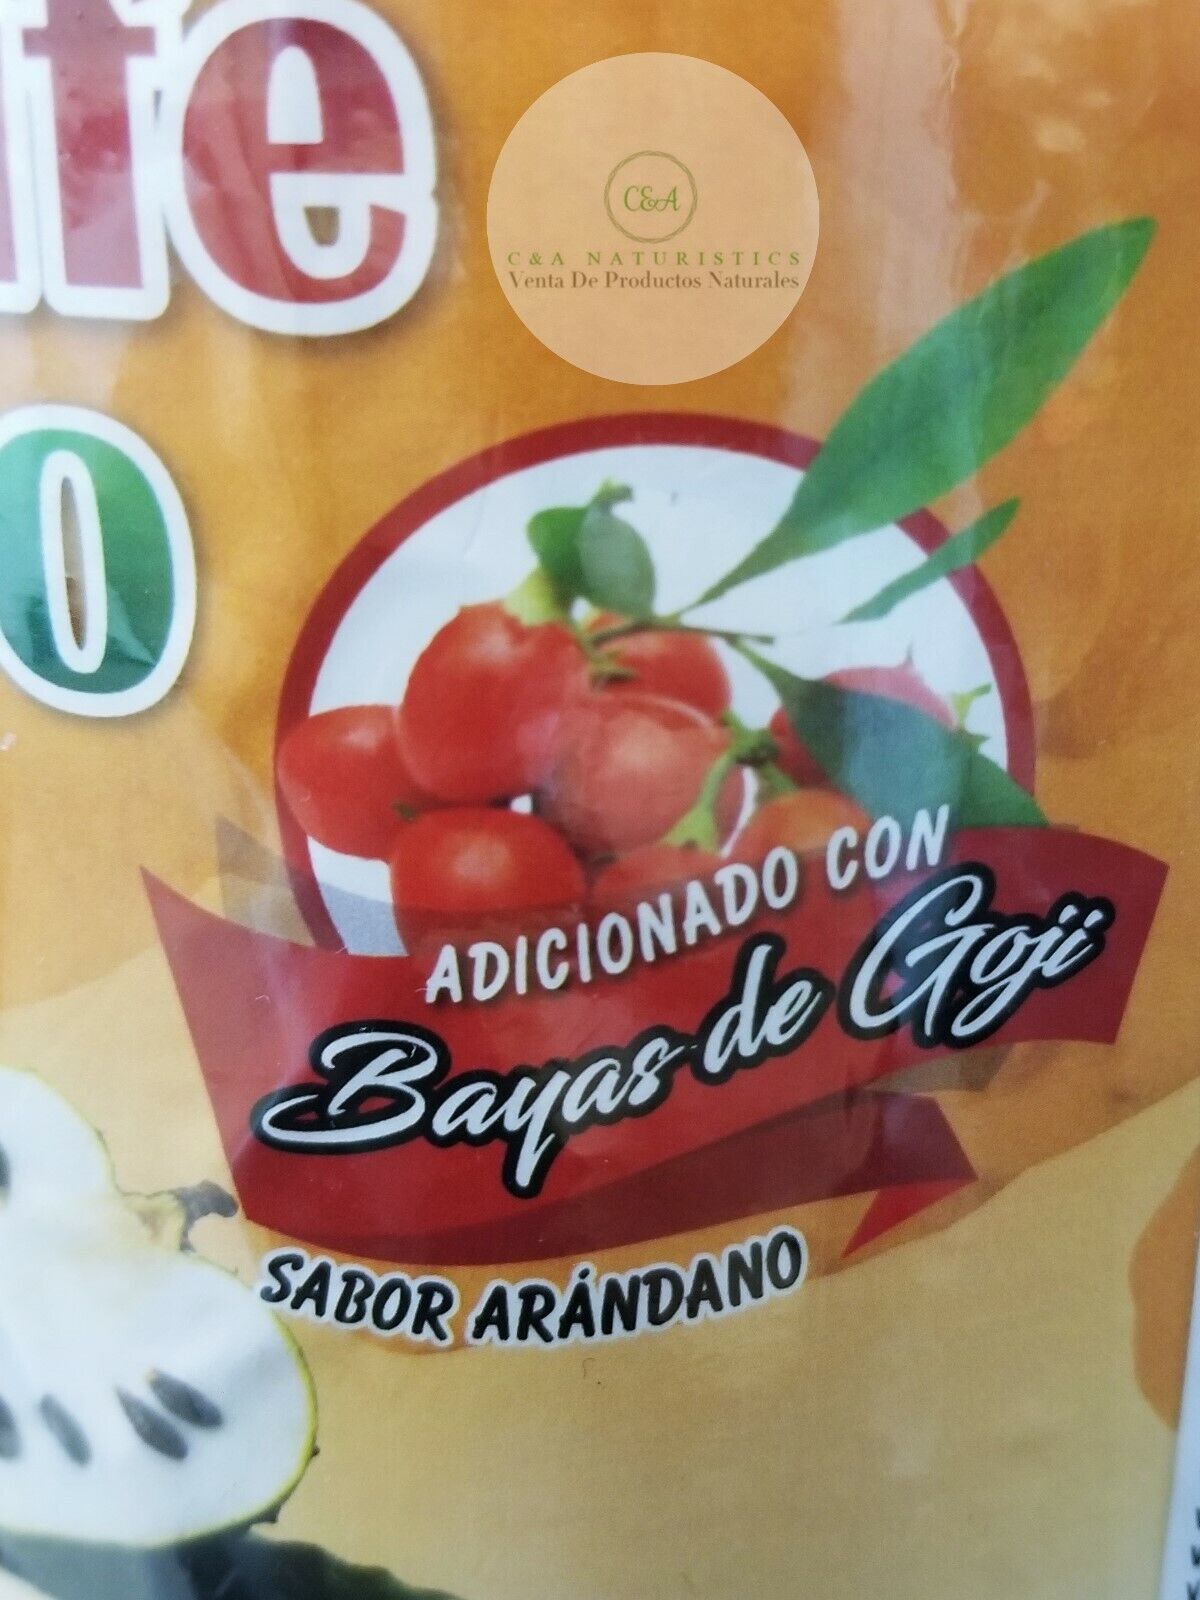 C&A
C & A NATURISTICS
Venta De Productos Naturales
ADICIONADO CON
Bayas de Goji
SABOR ARÁNDANO